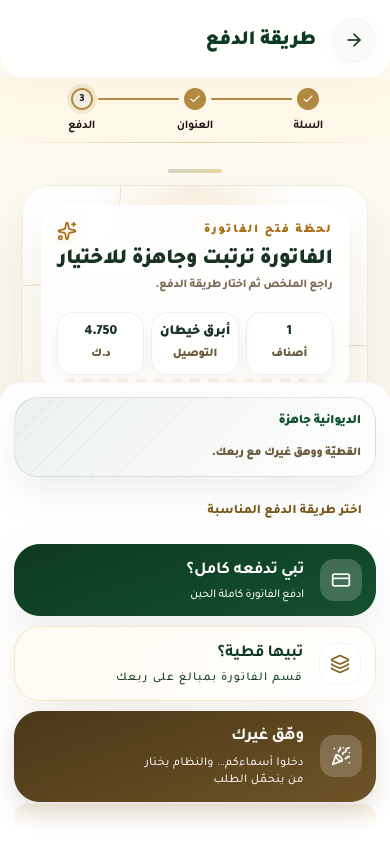 طريقة الدفع
السلة
العنوان
3
الدفع
لحظة فتح الفاتورة
الفاتورة ترتبت وجاهزة للاختيار
راجع الملخص ثم اختار طريقة الدفع.
1
أصناف
أبرق خيطان
التوصيل
4.750
د.ك
الديوانية جاهزة
القطيّة ووهق غيرك مع ربعك.
اختر طريقة الدفع المناسبة
تبي تدفعه كامل؟
ادفع الفاتورة كاملة الحين
تبيها قطية؟
قسم الفاتورة بمبالغ على ربعك
وهّق غيرك
دخلوا أسماءكم... والنظام يختار
من يتحمّل الطلب